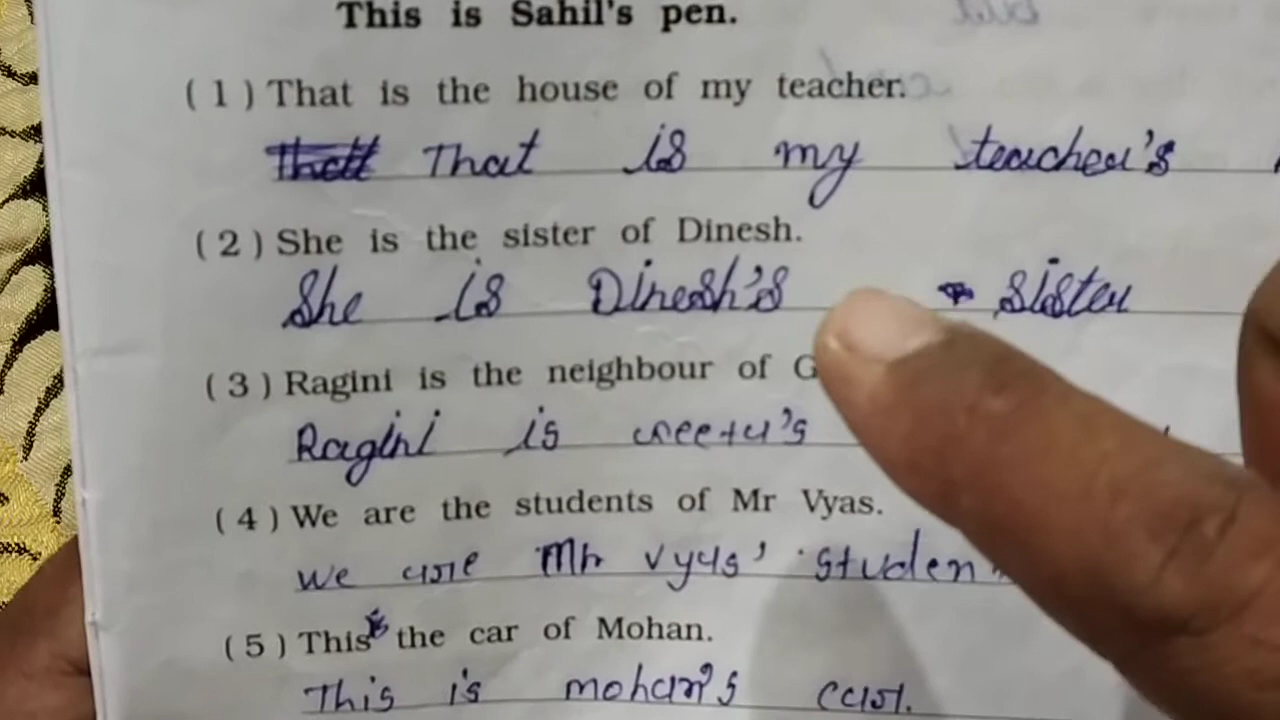 This is Sahil's pen.
(1) That is the house of my teacher.
That is my teacher's
(2) She is the sister of Dinesh.
She is Dinesh's sister
(3) Ragini is the neighbour of
Ragini is Geetu's
(4) We are the students of Mr Vyas.
We are Mr Vyas' studen
(5) This is the car of Mohan.
This is mohan's car.